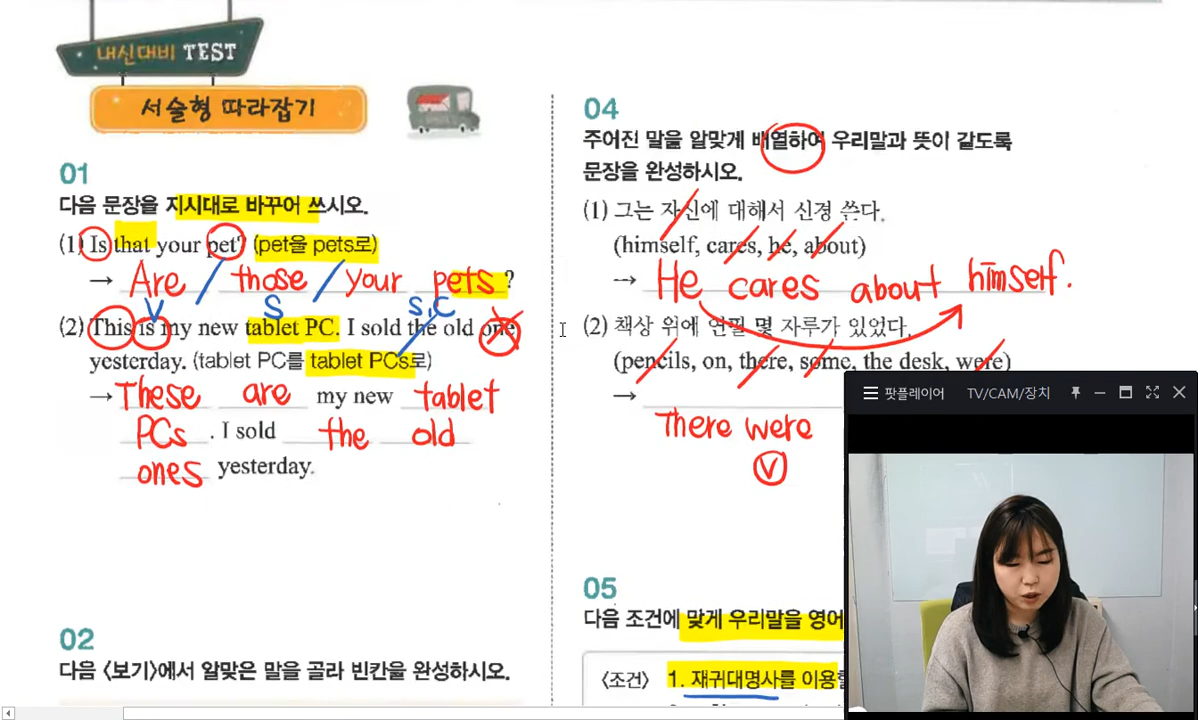 내신대비 TEST
서술형 따라잡기
01
다음 문장을 지시대로 바꾸어 쓰시오.
(1) Is that your pet? (pet을 pets로)
→ Are those your pets ?
V S S.C
(2) This is my new tablet PC. I sold the old one
yesterday. (tablet PC를 tablet PCs로)
→ These are my new tablet
PCs . I sold the old
ones yesterday.
02
다음 〈보기〉에서 알맞은 말을 골라 빈칸을 완성하시오.
04
주어진 말을 알맞게 배열하여 우리말과 뜻이 같도록
문장을 완성하시오.
(1) 그는 자신에 대해서 신경 쓴다.
(himself, cares, he, about)
→ He cares about himself.
(2) 책상 위에 연필 몇 자루가 있었다.
(pencils, on, there, some, the desk, were)
→
There were
V
05
다음 조건에 맞게 우리말을 영어
〈조건〉 1. 재귀대명사를 이용할
팟플레이어 TV/CAM/장치